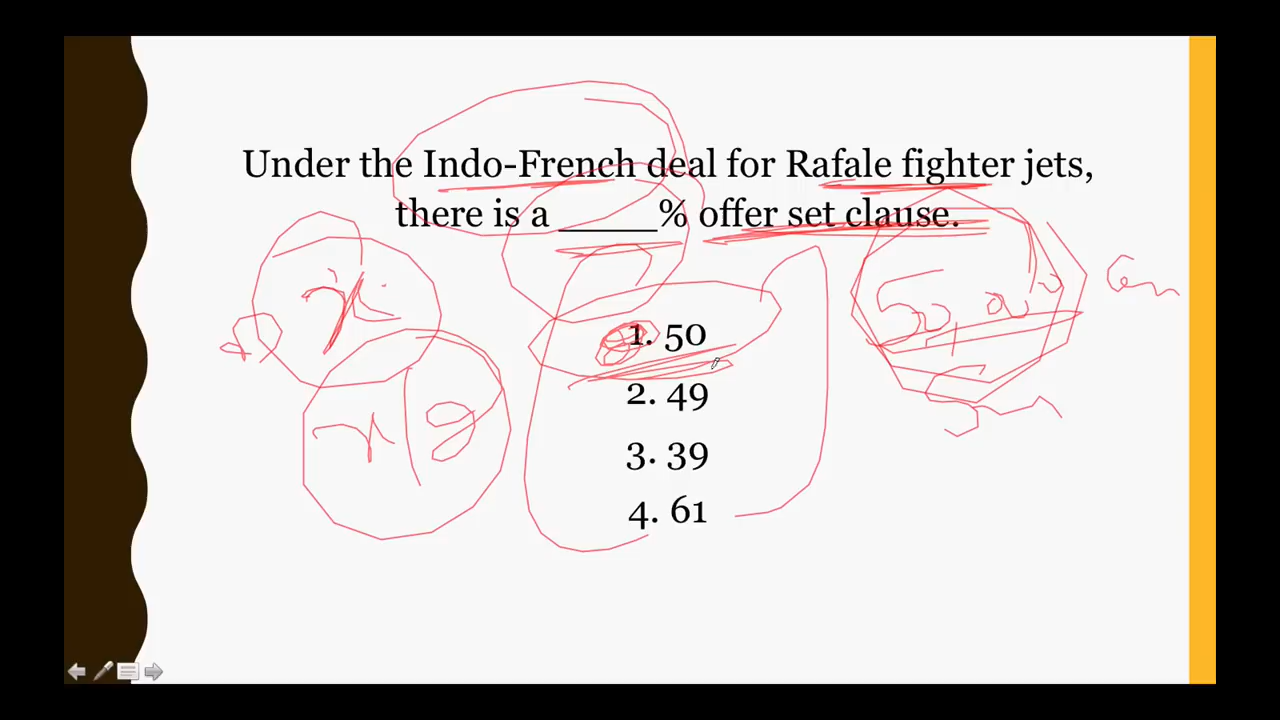 Under the Indo-French deal for Rafale fighter jets,
there is a _____% offer set clause.
1. 50
2. 49
3. 39
4. 61